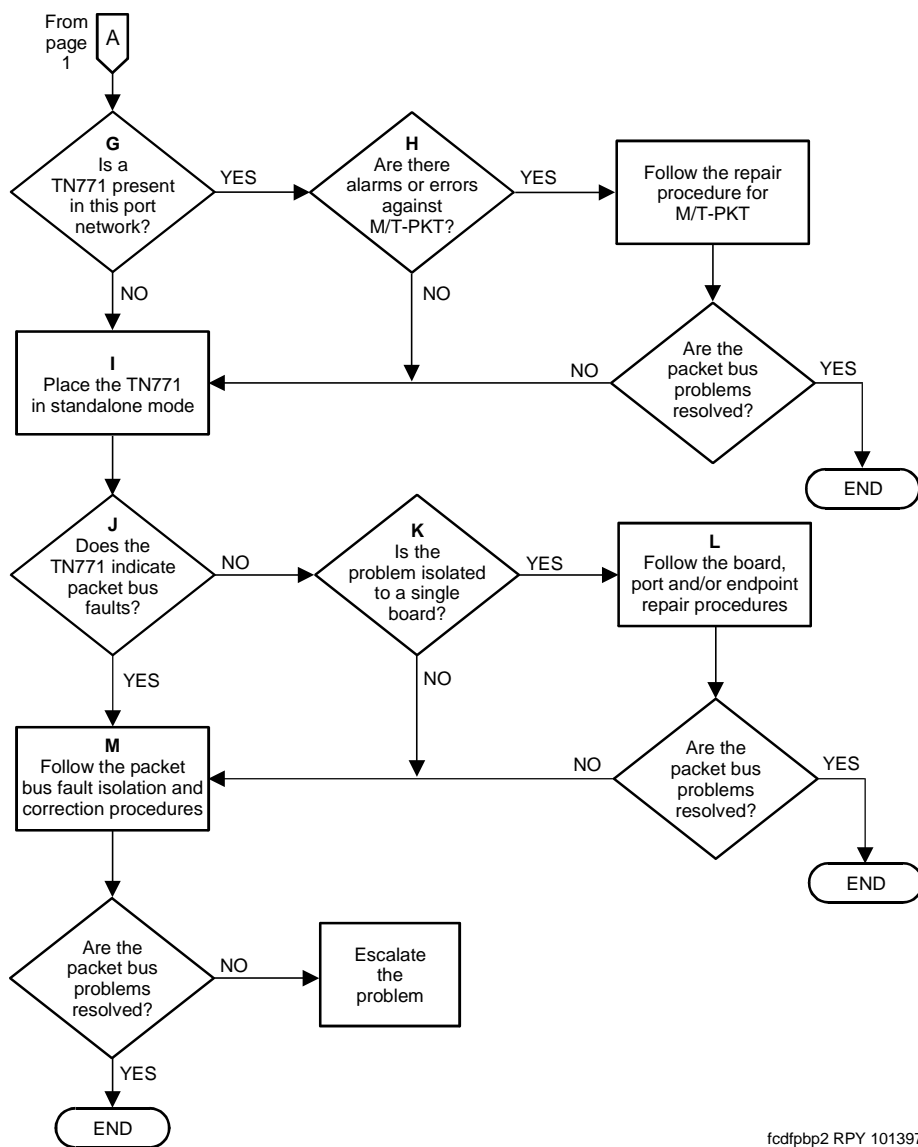 From
page
1
A
G
Is a
TN771 present
in this port
network?
YES
H
Are there
alarms or errors
against
M/T-PKT?
YES
Follow the repair
procedure for
M/T-PKT
NO
NO
I
Place the TN771
in standalone mode
NO
Are the
packet bus
problems
resolved?
YES
END
J
Does the
TN771 indicate
packet bus
faults?
NO
K
Is the
problem isolated
to a single
board?
YES
L
Follow the board,
port and/or endpoint
repair procedures
YES
NO
M
Follow the packet
bus fault isolation and
correction procedures
NO
Are the
packet bus
problems
resolved?
YES
END
Are the
packet bus
problems
resolved?
NO
Escalate
the
problem
YES
END
fcdfpbp2 RPY 101397